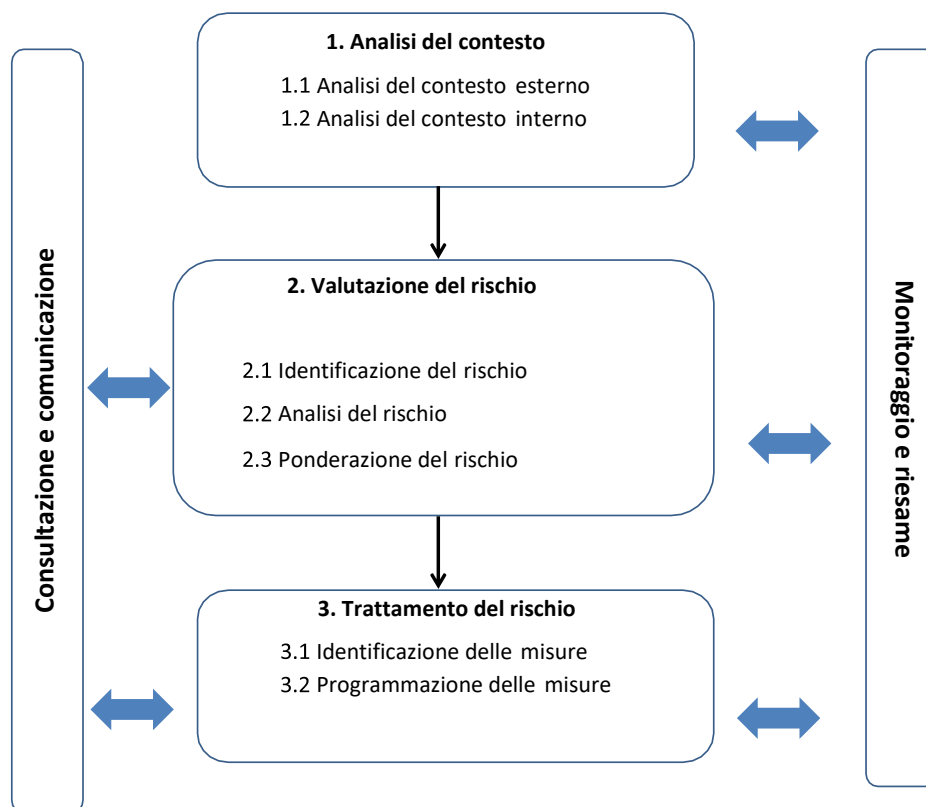 1. Analisi del contesto
1.1 Analisi del contesto esterno
1.2 Analisi del contesto interno
Consultazione e comunicazione
2. Valutazione del rischio
2.1 Identificazione del rischio
2.2 Analisi del rischio
2.3 Ponderazione del rischio
Monitoraggio e riesame
3. Trattamento del rischio
3.1 Identificazione delle misure
3.2 Programmazione delle misure